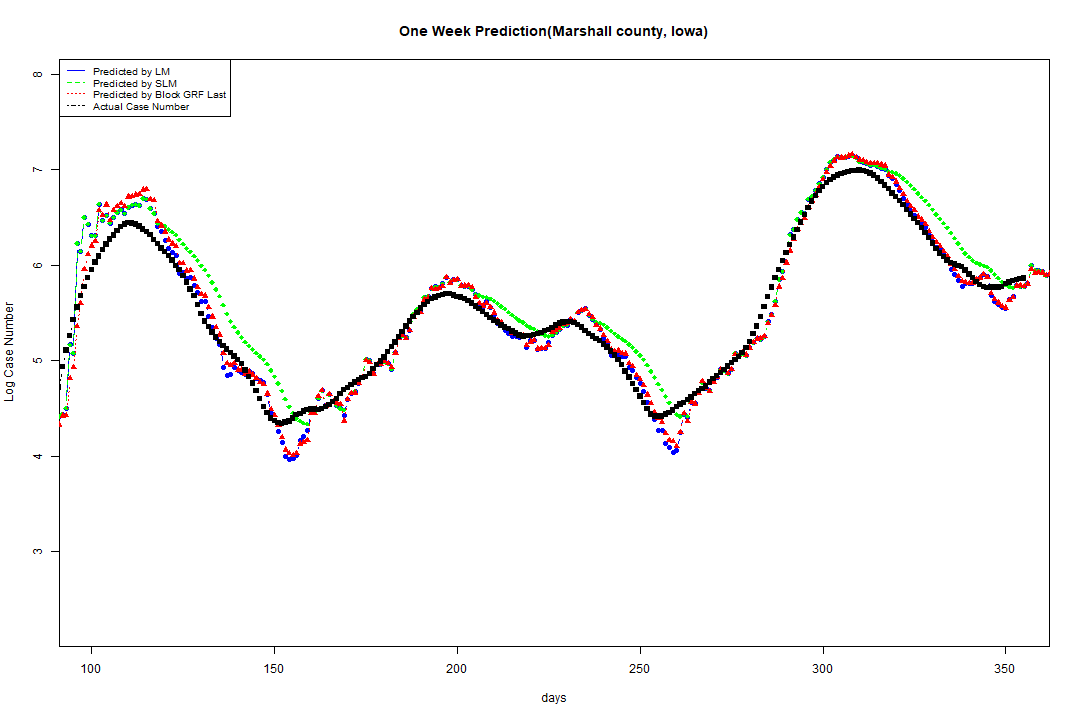 One Week Prediction(Marshall county, Iowa)
Predicted by LM
Predicted by SLM
Predicted by Block GRF Last
Actual Case Number
8
7
6
5
4
3
Log Case Number
100 150 200 250 300 350
days